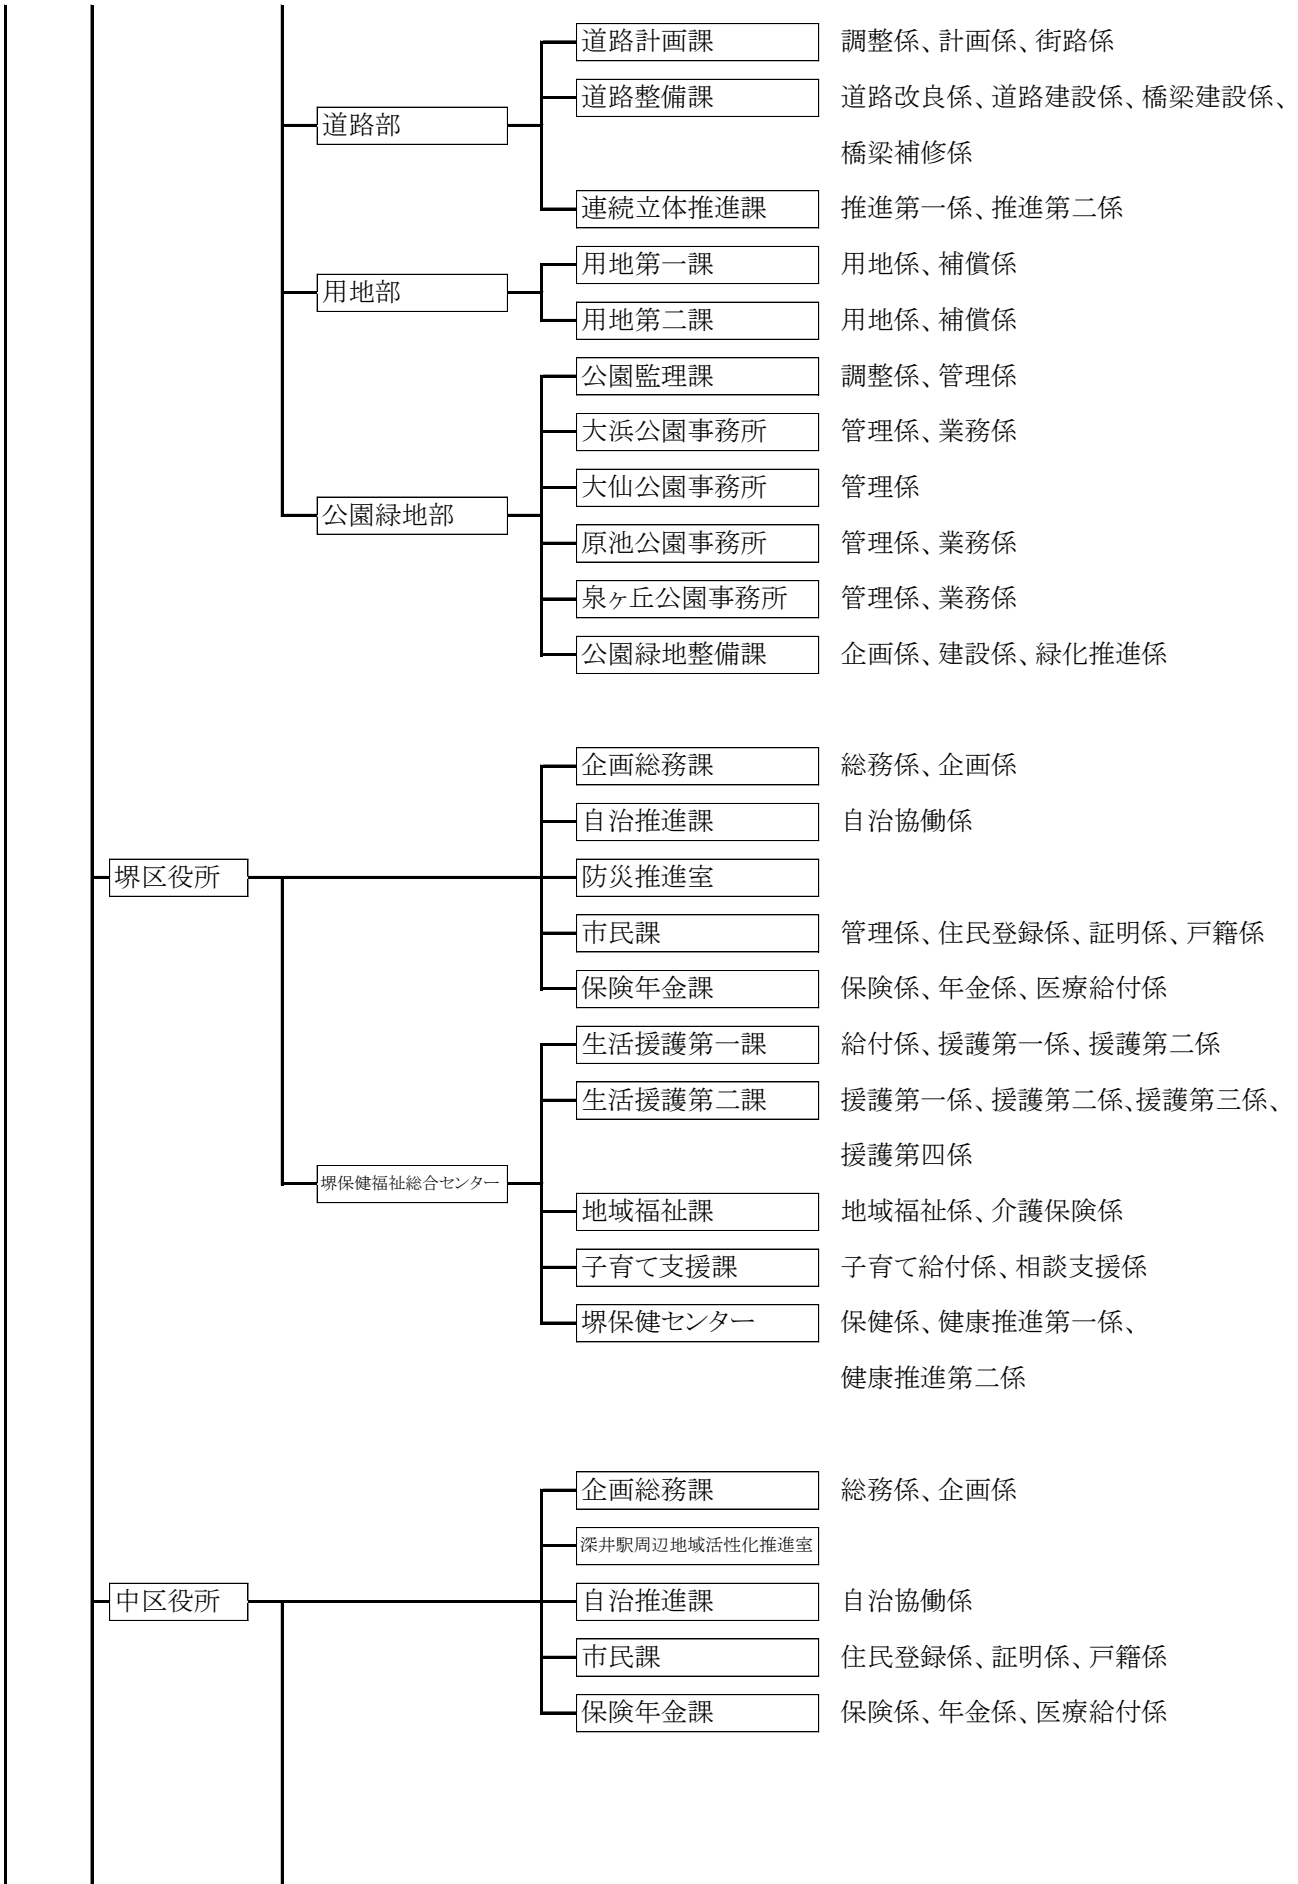 道路計画課 調整係、計画係、街路係
道路整備課 道路改良係、道路建設係、橋梁建設係、
道路部
橋梁補修係
連続立体推進課 推進第一係、推進第二係
用地第一課 用地係、補償係
用地部
用地第二課 用地係、補償係
公園監理課 調整係、管理係
大浜公園事務所 管理係、業務係
大仙公園事務所 管理係
公園緑地部
原池公園事務所 管理係、業務係
泉ヶ丘公園事務所 管理係、業務係
公園緑地整備課 企画係、建設係、緑化推進係
企画総務課 総務係、企画係
自治推進課 自治協働係
堺区役所 防災推進室
市民課 管理係、住民登録係、証明係、戸籍係
保険年金課 保険係、年金係、医療給付係
生活援護第一課 給付係、援護第一係、援護第二係
生活援護第二課 援護第一係、援護第二係、援護第三係、
援護第四係
堺保健福祉総合センター
地域福祉課 地域福祉係、介護保険係
子育て支援課 子育て給付係、相談支援係
堺保健センター 保健係、健康推進第一係、
健康推進第二係
企画総務課 総務係、企画係
深井駅周辺地域活性化推進室
中区役所 自治推進課 自治協働係
市民課 住民登録係、証明係、戸籍係
保険年金課 保険係、年金係、医療給付係